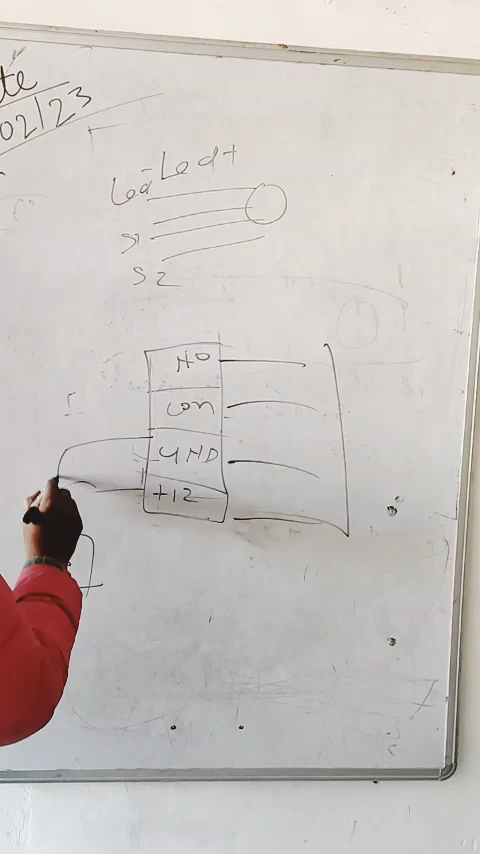 te
02/23
Led- Led+
S1
S2
NO
COM
GND
+12